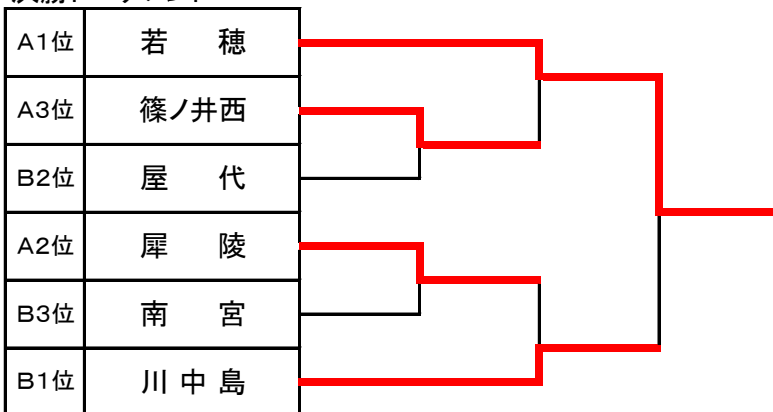 A1位 若 穂
A3位 篠ノ井西
B2位 屋 代
A2位 犀 陵
B3位 南 宮
B1位 川 中 島